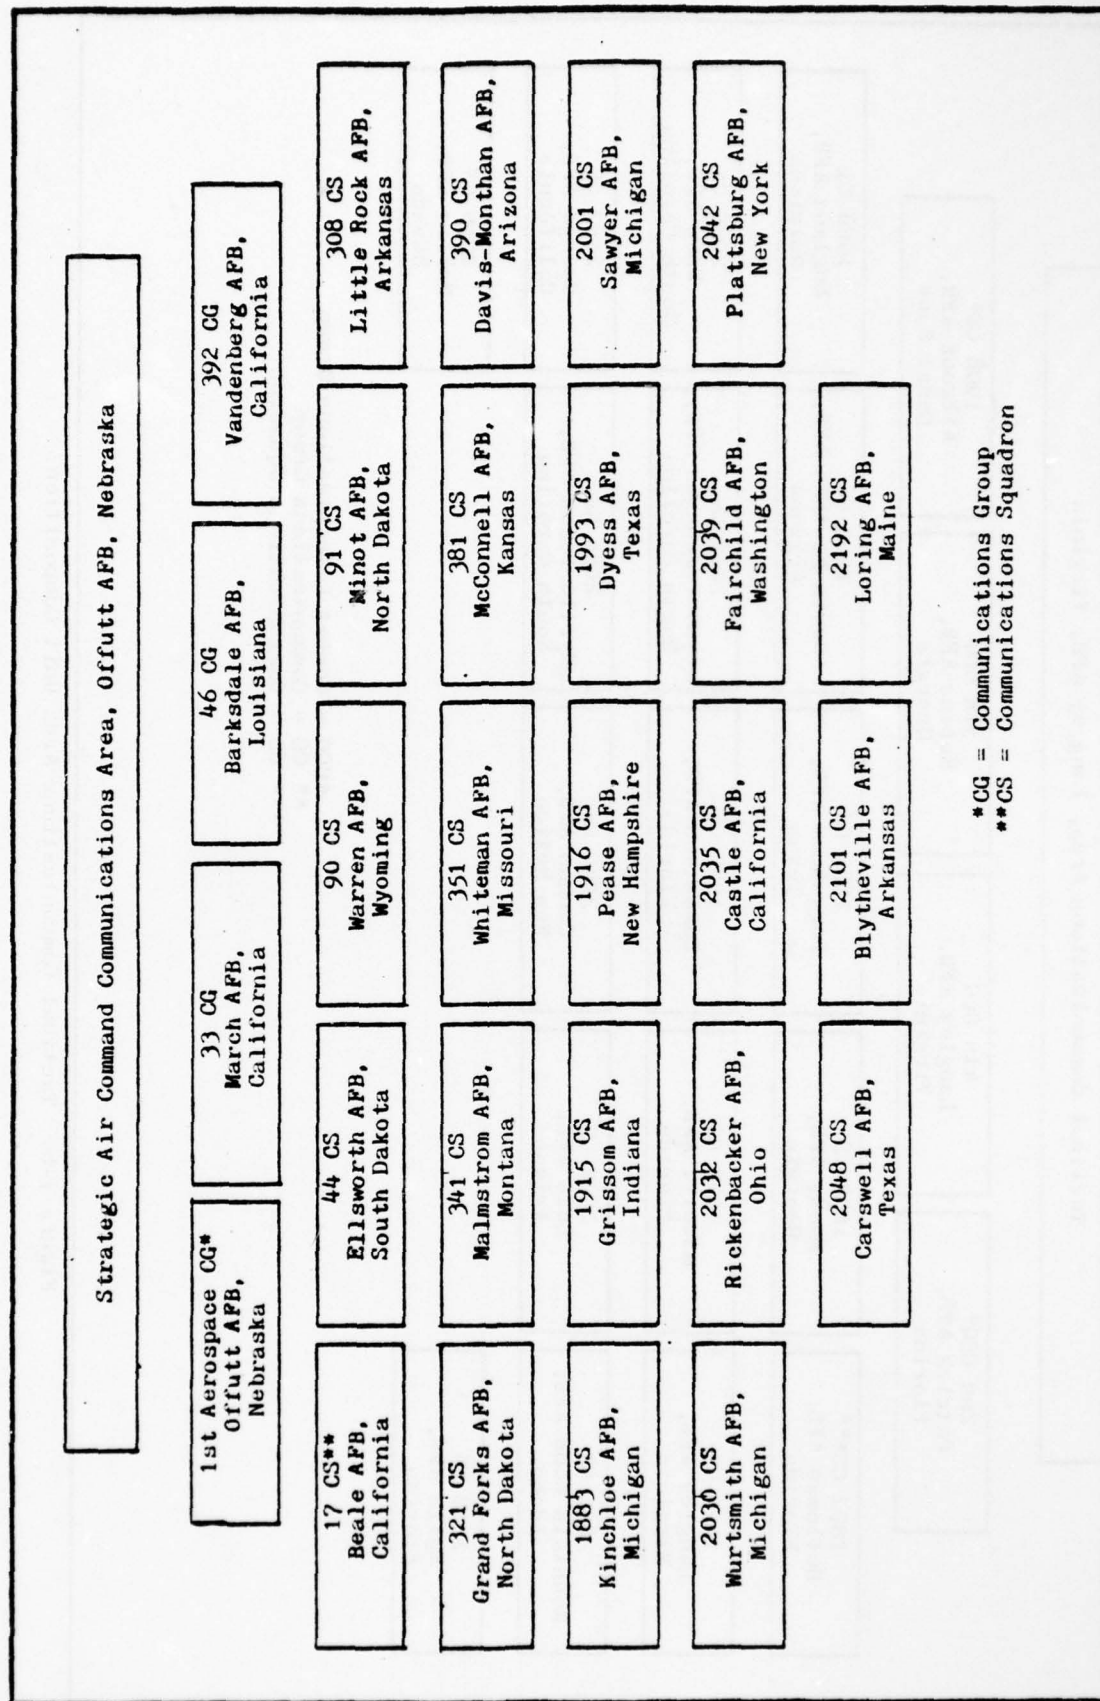 Strategic Air Command Communications Area, Offutt AFB, Nebraska
1st Aerospace CG*
Offutt AFB,
Nebraska
33 CG
March AFB,
California
46 CG
Barksdale AFB,
Louisiana
392 CG
Vandenberg AFB,
California
17 CS**
Beale AFB,
California
44 CS
Ellsworth AFB,
South Dakota
90 CS
Warren AFB,
Wyoming
91 CS
Minot AFB,
North Dakota
308 CS
Little Rock AFB,
Arkansas
321 CS
Grand Forks AFB,
North Dakota
341 CS
Malmstrom AFB,
Montana
351 CS
Whiteman AFB,
Missouri
381 CS
McConnell AFB,
Kansas
390 CS
Davis-Monthan AFB,
Arizona
1883 CS
Kinchloe AFB,
Michigan
1915 CS
Grissom AFB,
Indiana
1916 CS
Pease AFB,
New Hampshire
1993 CS
Dyess AFB,
Texas
2001 CS
Sawyer AFB,
Michigan
2030 CS
Wurtsmith AFB,
Michigan
2032 CS
Rickenbacker AFB,
Ohio
2035 CS
Castle AFB,
California
2039 CS
Fairchild AFB,
Washington
2042 CS
Plattsburg AFB,
New York
2048 CS
Carswell AFB,
Texas
2101 CS
Blytheville AFB,
Arkansas
2192 CS
Loring AFB,
Maine
*CG = Communications Group
**CS = Communications Squadron